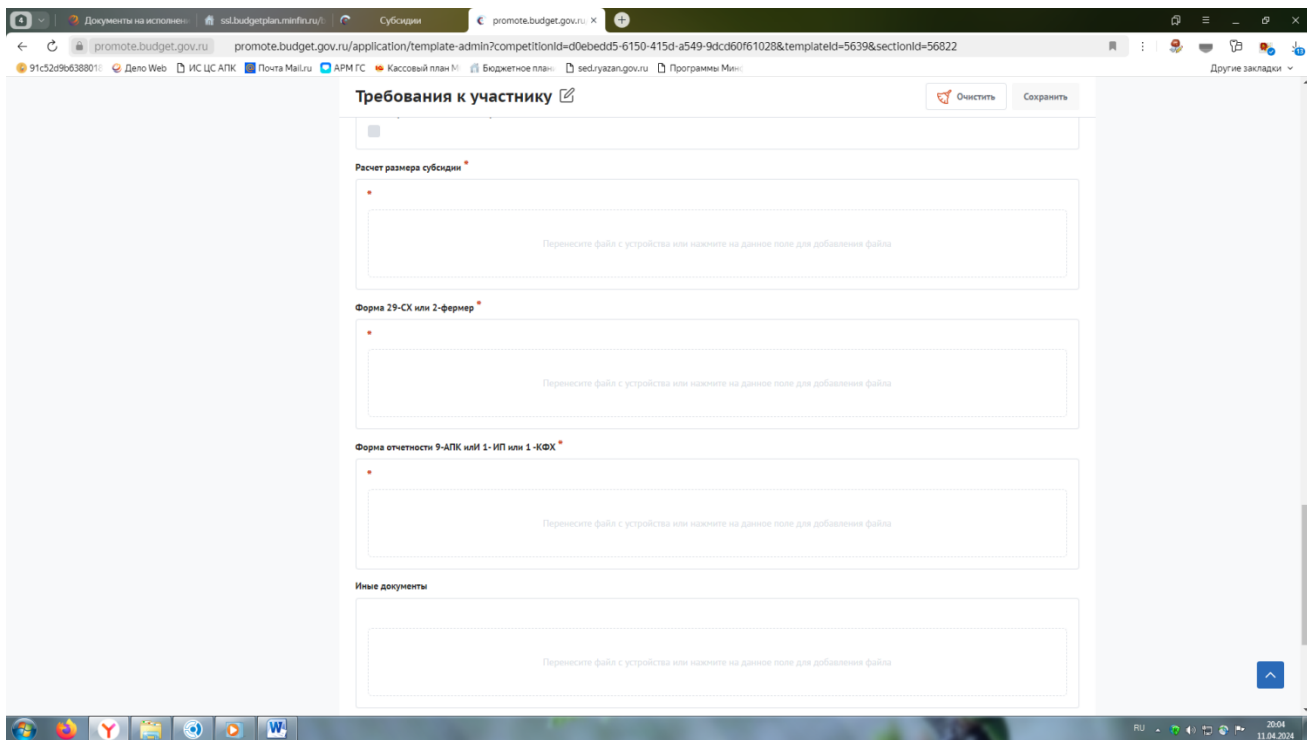 4
Документы на исполнени
ssl.budgetplan.minfin.ru/b
Субсидии
promote.budget.gov.ru
promote.budget.gov.ru
promote.budget.gov.ru/application/template-admin?competitionId=d0ebedd5-6150-415d-a549-9dcd60f61028&templateId=5639&sectionId=56822
91c52d9b6388018
Дело Web
ИС ЦС АПК
Почта Mail.ru
АРМ ГС
Кассовый план М
Бюджетное план
sed.ryazan.gov.ru
Программы Минс
Другие закладки
Требования к участнику
Очистить
Сохранить
Расчет размера субсидии *
*
Перенесите файл с устройства или нажмите на данное поле для добавления файла
Форма 29-СХ или 2-фермер *
*
Перенесите файл с устройства или нажмите на данное поле для добавления файла
Форма отчетности 9-АПК илИ 1- ИП или 1 -КФХ *
*
Перенесите файл с устройства или нажмите на данное поле для добавления файла
Иные документы
Перенесите файл с устройства или нажмите на данное поле для добавления файла
RU
20:04
11.04.2024